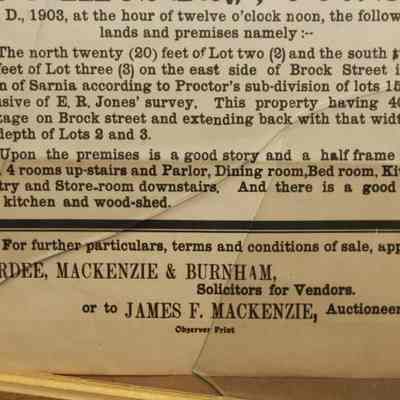 D., 1903, at the hour of twelve o'clock noon, the follow
lands and premises namely :--
The north twenty (20) feet of Lot two (2) and the south
feet of Lot three (3) on the east side of Brock Street i
n of Sarnia according to Proctor's sub-division of lots 15
usive of E. R. Jones' survey. This property having 40
tage on Brock street and extending back with that widt
depth of Lots 2 and 3.
Upon the premises is a good story and a half frame
4 rooms up-stairs and Parlor, Dining room, Bed room, Kit
try and Store-room downstairs. And there is a good
kitchen and wood-shed.
For further particulars, terms and conditions of sale, app
RDEE, MACKENZIE & BURNHAM,
Solicitors for Vendors.
or to JAMES F. MACKENZIE, Auctioneer
Observer Print